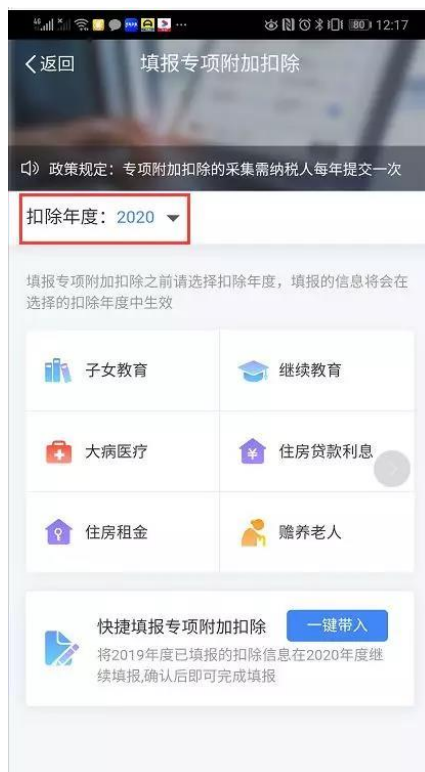 46 80 12:17
返回 填报专项附加扣除
政策规定：专项附加扣除的采集需纳税人每年提交一次
扣除年度：2020
填报专项附加扣除之前请选择扣除年度，填报的信息将会在
选择的扣除年度中生效
子女教育 继续教育
大病医疗 住房贷款利息
住房租金 赡养老人
快捷填报专项附加扣除 一键带入
将2019年度已填报的扣除信息在2020年度继
续填报,确认后即可完成填报